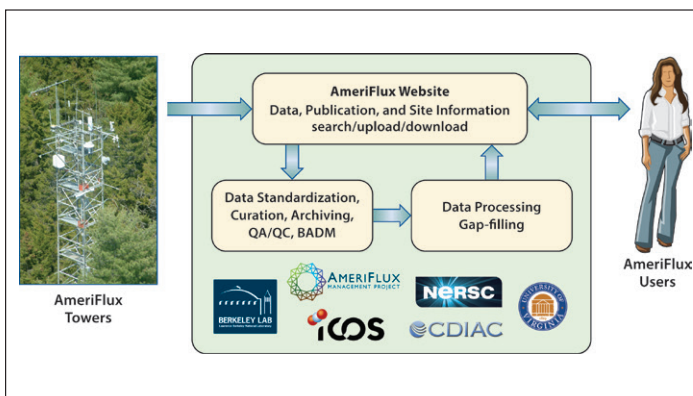 AmeriFlux Website
Data, Publication, and Site Information
search/upload/download
Data Standardization,
Curation, Archiving,
QA/QC, BADM
Data Processing
Gap-filling
AmeriFlux
Towers
AmeriFlux
Users
BERKELEY LAB
AMERIFLUX
MANAGEMENT PROJECT
NERSC
UNIVERSITY OF
VIRGINIA
iCOS
CDIAC